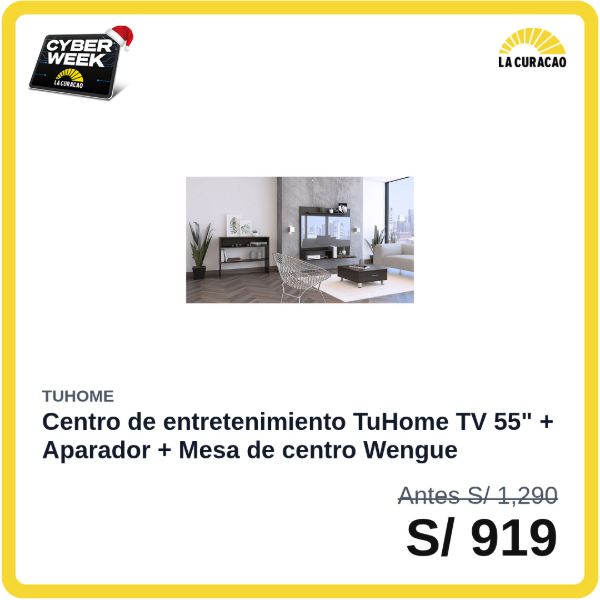 CYBER
WEEK
LA CURACAO
LA CURACAO
TUHOME
Centro de entretenimiento TuHome TV 55" +
Aparador + Mesa de centro Wengue
Antes S/ 1,290
S/ 919